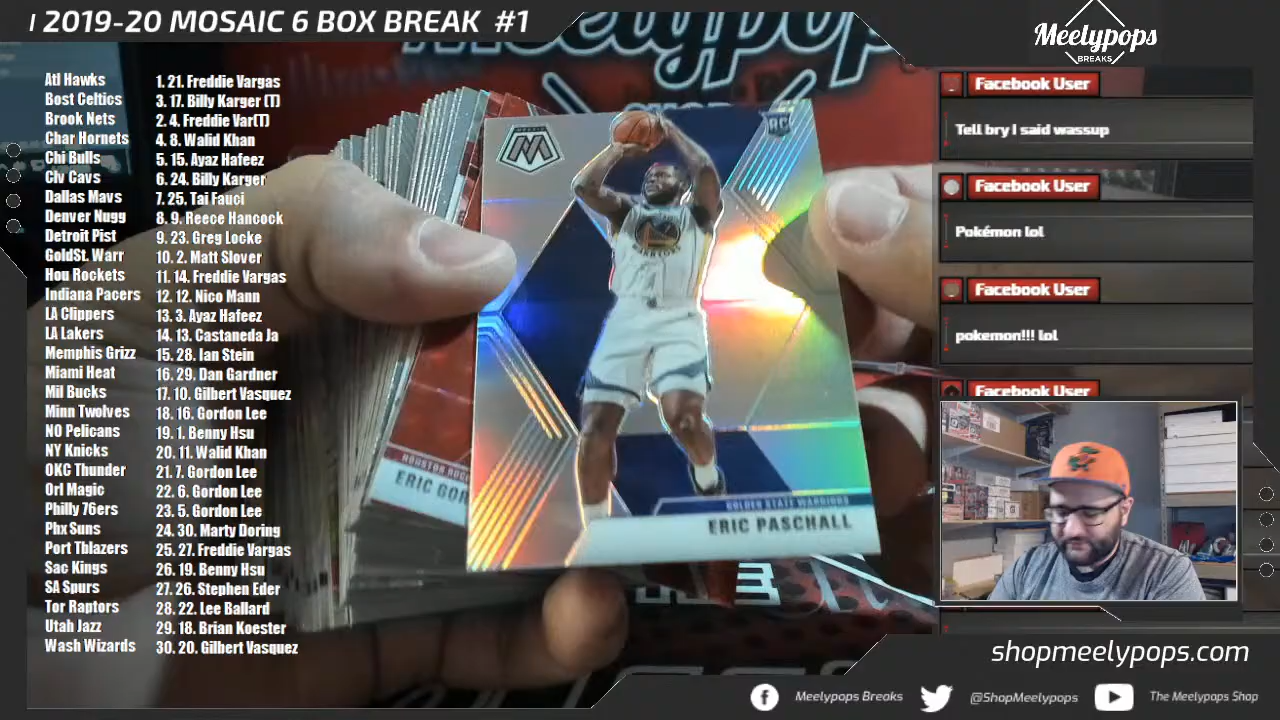 2019-20 MOSAIC 6 BOX BREAK #1
Meelypops
BREAKS
Atl Hawks 1. 21. Freddie Vargas
Bost Celtics 3. 17. Billy Karger (T)
Brook Nets 2. 4. Freddie Var(T)
Char Hornets 4. 8. Walid Khan
Chi Bulls 5. 15. Ayaz Hafeez
Clv Cavs 6. 24. Billy Karger
Dallas Mavs 7. 25. Tai Fauci
Denver Nugg 8. 9. Reece Hancock
Detroit Pist 9. 23. Greg Locke
GoldSt. Warr 10. 2. Matt Slover
Hou Rockets 11. 14. Freddie Vargas
Indiana Pacers 12. 12. Nico Mann
LA Clippers 13. 3. Ayaz Hafeez
LA Lakers 14. 13. Castaneda Ja
Memphis Grizz 15. 28. Ian Stein
Miami Heat 16. 29. Dan Gardner
Mil Bucks 17. 10. Gilbert Vasquez
Minn Twolves 18. 16. Gordon Lee
NO Pelicans 19. 1. Benny Hsu
NY Knicks 20. 11. Walid Khan
OKC Thunder 21. 7. Gordon Lee
Orl Magic 22. 6. Gordon Lee
Philly 76ers 23. 5. Gordon Lee
Phx Suns 24. 30. Marty Doring
Port Tblazers 25. 27. Freddie Vargas
Sac Kings 26. 19. Benny Hsu
SA Spurs 27. 26. Stephen Eder
Tor Raptors 28. 22. Lee Ballard
Utah Jazz 29. 18. Brian Koester
Wash Wizards 30. 20. Gilbert Vasquez
Meelypops
MOSAIC
RC
WARRIORS
GOLDEN STATE WARRIORS
ERIC PASCHALL
HOUSTON
ERIC GOR
Facebook User
Tell bry I said wassup
Facebook User
Pokémon lol
Facebook User
pokemon!!! lol
Facebook User
shopmeelypops.com
Meelypops Breaks
@ShopMeelypops
The Meelypops Shop